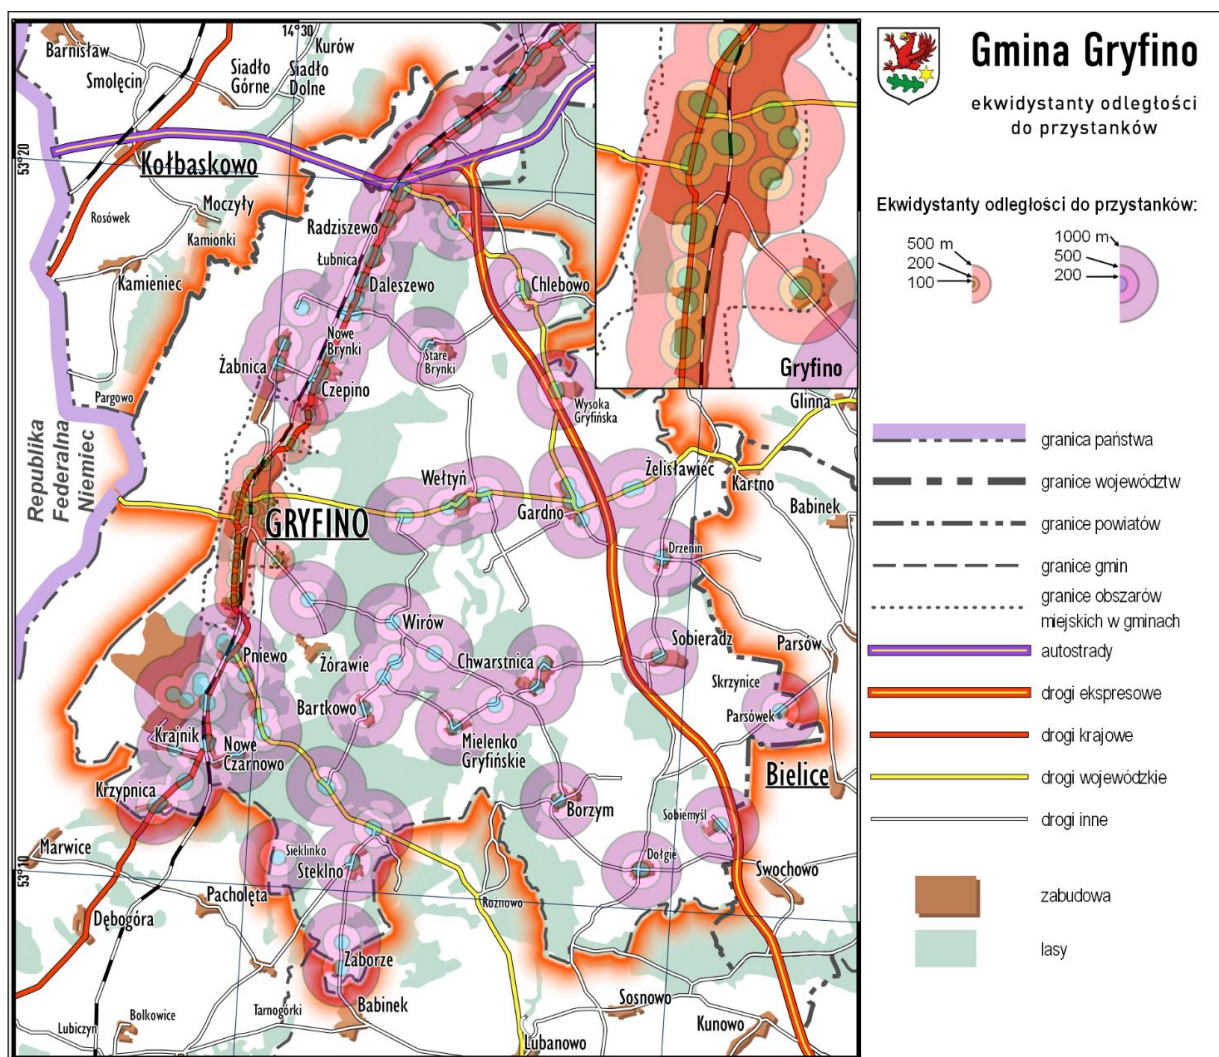 Gmina Gryfino
ekwidystanty odległości
do przystanków
Ekwidystanty odległości do przystanków:
500 m
200
100
1000 m
500
200
granica państwa
granice województw
granice powiatów
granice gmin
granice obszarów
miejskich w gminach
autostrady
drogi ekspresowe
drogi krajowe
drogi wojewódzkie
drogi inne
zabudowa
lasy
14°30
53°20
53°10
Barnisław
Smolęcin
Siadło
Górne
Kurów
Siadło
Dolne
Kołbaskowo
Rosówek
Moczyły
Kamionki
Kamieniec
Pargowo
Republika
Federalna
Niemiec
Radziszewo
Łubnica
Daleszewo
Chlebowo
Nowe
Brynki
Stare
Brynki
Żabnica
Czepino
Wysoka
Gryfińska
Gryfino
Glinna
Wełtyń
Żelisławiec
Kartno
Gardno
Babinek
GRYFINO
Drzenin
Wirów
Sobieradz
Parsów
Pniewo
Żórawie
Chwarstnica
Skrzynice
Parsówek
Bartkowo
Krajnik
Nowe
Czarnowo
Mielenko
Gryfińskie
Bielice
Krzypnica
Borzym
Sobiemyśl
Marwice
Sieklinko
Steklno
Dołgie
Swochowo
Pacholęta
Rożnowo
Dębogóra
Zaborze
Babinek
Sosnowo
Tarnogórki
Bolkowice
Lubiczyn
Lubanowo
Kunowo